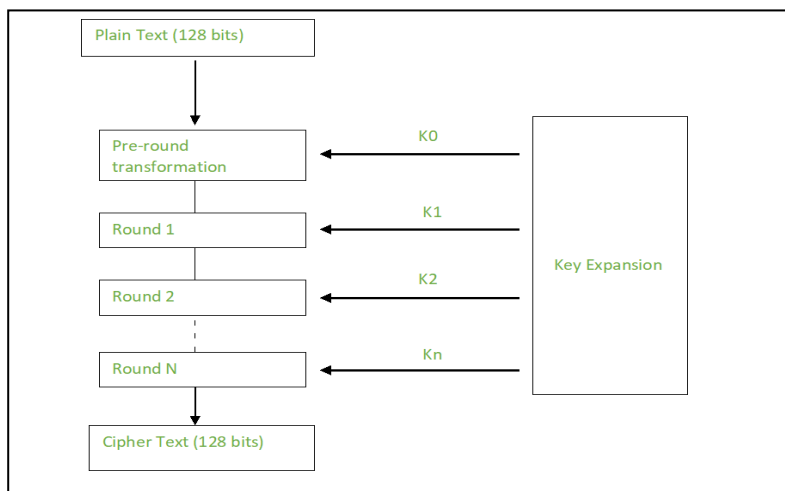 Plain Text (128 bits)
Pre-round
transformation
K0
Round 1
K1
Key Expansion
Round 2
K2
Round N
Kn
Cipher Text (128 bits)